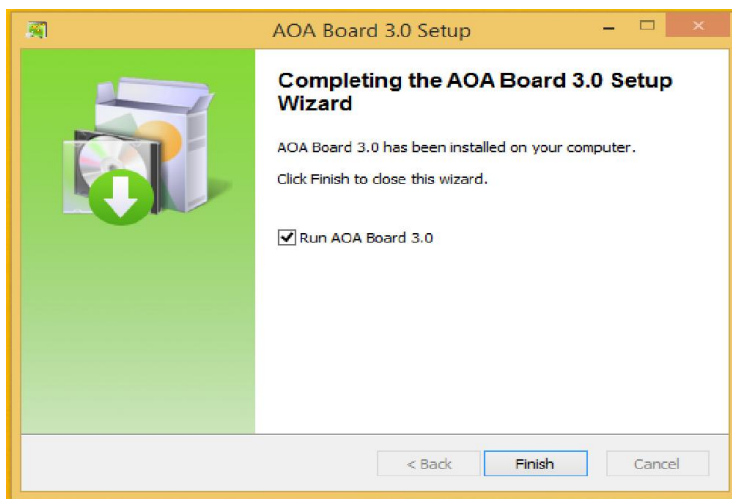 AOA Board 3.0 Setup
Completing the AOA Board 3.0 Setup
Wizard
AOA Board 3.0 has been installed on your computer.
Click Finish to close this wizard.
Run AOA Board 3.0
< Back
Finish
Cancel